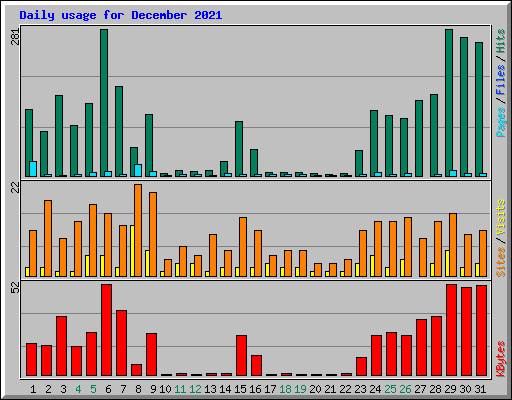 Daily usage for December 2021
281
Pages / Files / Hits
22
Sites / Visits
52
KBytes
1 2 3 4 5 6 7 8 9 10 11 12 13 14 15 16 17 18 19 20 21 22 23 24 25 26 27 28 29 30 31